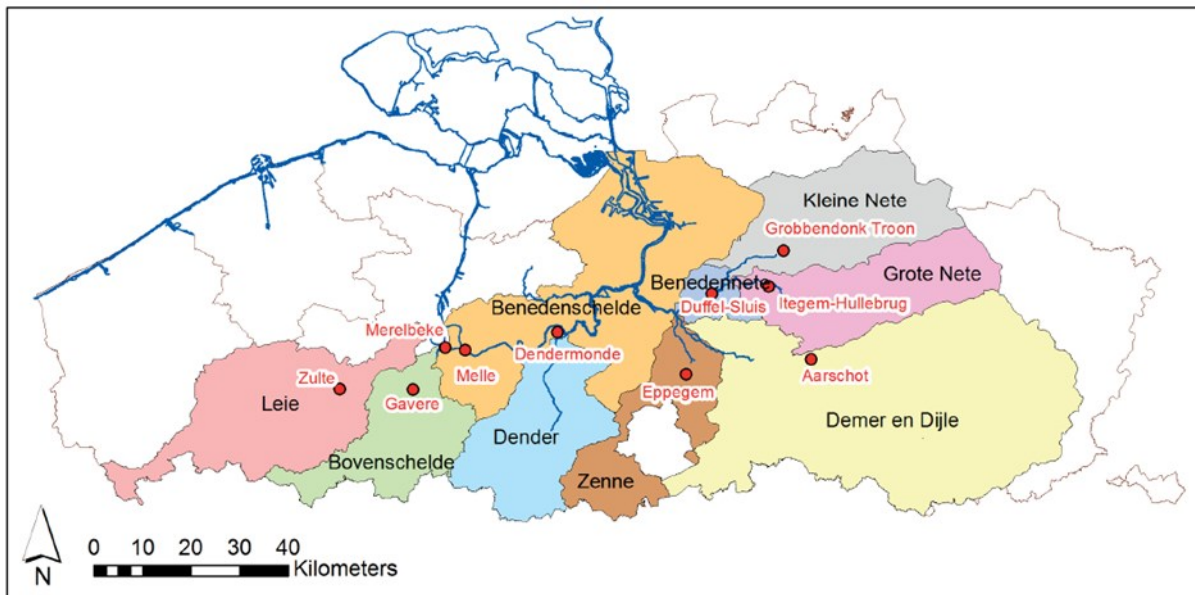 Kleine Nete
Grobbendonk Troon
Grote Nete
Benedennete
Itegem-Hullebrug
Duffel-Sluis
Benedenschelde
Merelbeke
Dendermonde
Melle
Aarschot
Zulte
Eppegem
Gavere
Leie
Demer en Dijle
Dender
Bovenschelde
Zenne
0 10 20 30 40
Kilometers
N